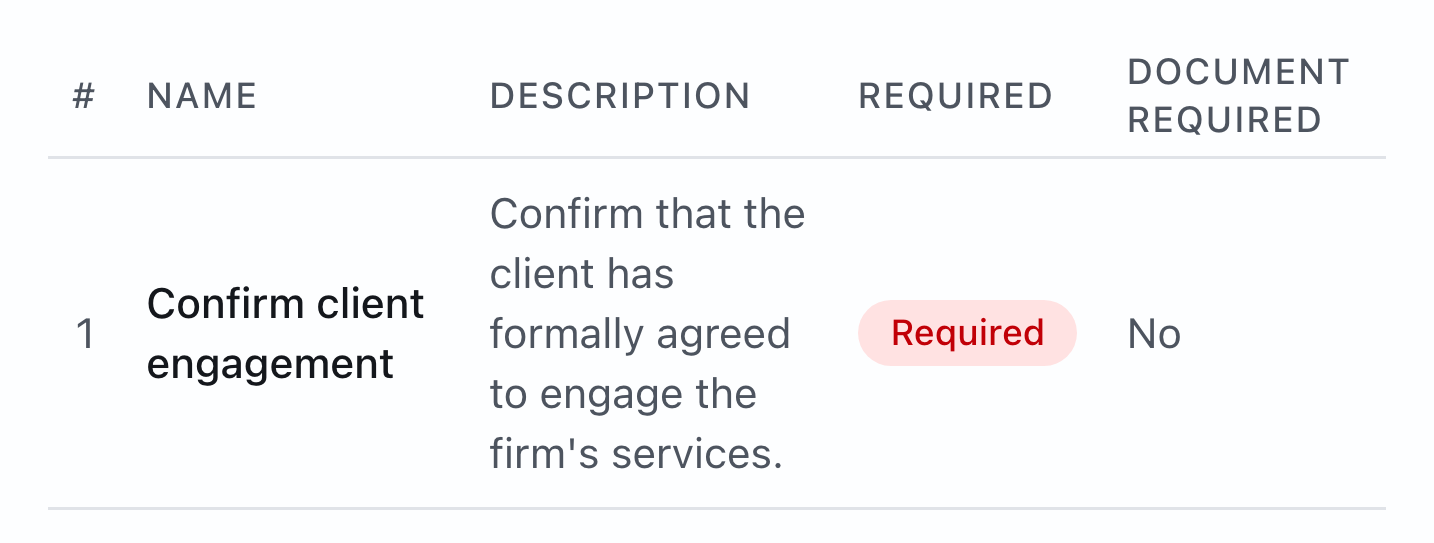 # NAME DESCRIPTION REQUIRED DOCUMENT REQUIRED
1
Confirm client
engagement
Confirm that the
client has
formally agreed
to engage the
firm's services.
Required
No